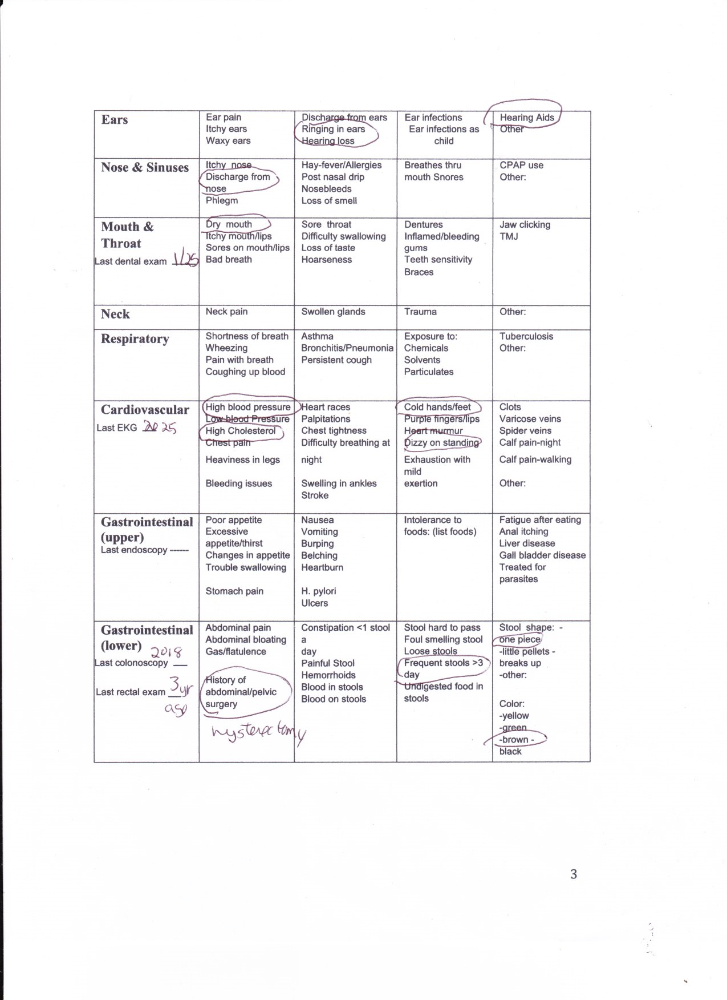 Ears
Ear pain
Itchy ears
Waxy ears
Discharge from ears
Ringing in ears
Hearing loss
Ear infections
Ear infections as
child
Hearing Aids
Other
Nose & Sinuses
Itchy nose
Discharge from
nose
Phlegm
Hay-fever/Allergies
Post nasal drip
Nosebleeds
Loss of smell
Breathes thru
mouth Snores
CPAP use
Other:
Mouth &
Throat
Last dental exam 1/25
Dry mouth
Itchy mouth/lips
Sores on mouth/lips
Bad breath
Sore throat
Difficulty swallowing
Loss of taste
Hoarseness
Dentures
Inflamed/bleeding
gums
Teeth sensitivity
Braces
Jaw clicking
TMJ
Neck
Neck pain
Swollen glands
Trauma
Other:
Respiratory
Shortness of breath
Wheezing
Pain with breath
Coughing up blood
Asthma
Bronchitis/Pneumonia
Persistent cough
Exposure to:
Chemicals
Solvents
Particulates
Tuberculosis
Other:
Cardiovascular
Last EKG 2025
High blood pressure
Low blood Pressure
High Cholesterol
Chest pain
Heaviness in legs
Bleeding issues
Heart races
Palpitations
Chest tightness
Difficulty breathing at
night
Swelling in ankles
Stroke
Cold hands/feet
Purple fingers/lips
Heart murmur
Dizzy on standing
Exhaustion with
mild
exertion
Clots
Varicose veins
Spider veins
Calf pain-night
Calf pain-walking
Other:
Gastrointestinal
(upper)
Last endoscopy -----
Poor appetite
Excessive
appetite/thirst
Changes in appetite
Trouble swallowing
Stomach pain
Nausea
Vomiting
Burping
Belching
Heartburn
H. pylori
Ulcers
Intolerance to
foods: (list foods)
Fatigue after eating
Anal itching
Liver disease
Gall bladder disease
Treated for
parasites
Gastrointestinal
(lower) 2018
Last colonoscopy __
Last rectal exam 3 yr
ago
Abdominal pain
Abdominal bloating
Gas/flatulence
History of
abdominal/pelvic
surgery
hysterectomy
Constipation <1 stool
a
day
Painful Stool
Hemorrhoids
Blood in stools
Blood on stools
Stool hard to pass
Foul smelling stool
Loose stools
Frequent stools >3
day
Undigested food in
stools
Stool shape: -
one piece
-little pellets -
breaks up
-other:
Color:
-yellow
-green
-brown -
black
3